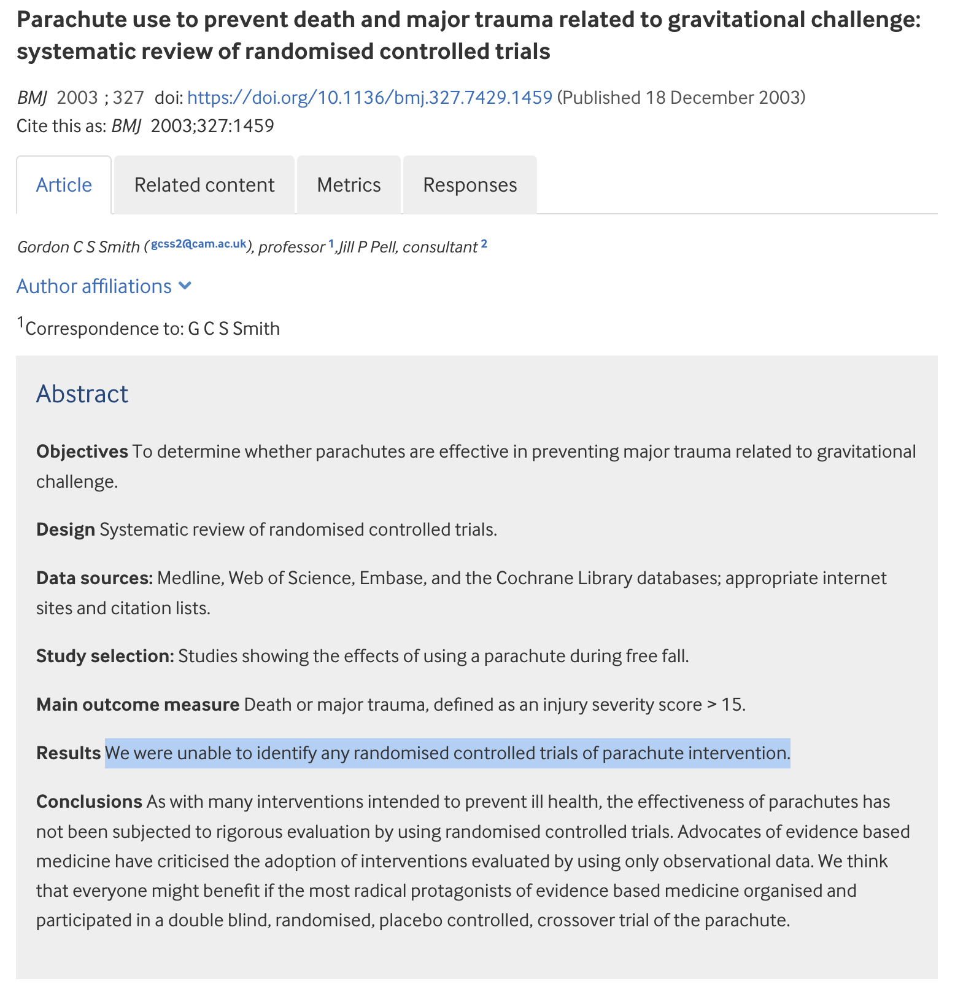 Parachute use to prevent death and major trauma related to gravitational challenge:
systematic review of randomised controlled trials
BMJ 2003 ; 327 doi: https://doi.org/10.1136/bmj.327.7429.1459 (Published 18 December 2003)
Cite this as: BMJ 2003;327:1459
Article Related content Metrics Responses
Gordon C S Smith (gcss2@cam.ac.uk), professor 1,Jill P Pell, consultant 2
Author affiliations
1Correspondence to: G C S Smith
Abstract
Objectives To determine whether parachutes are effective in preventing major trauma related to gravitational
challenge.
Design Systematic review of randomised controlled trials.
Data sources: Medline, Web of Science, Embase, and the Cochrane Library databases; appropriate internet
sites and citation lists.
Study selection: Studies showing the effects of using a parachute during free fall.
Main outcome measure Death or major trauma, defined as an injury severity score > 15.
Results We were unable to identify any randomised controlled trials of parachute intervention.
Conclusions As with many interventions intended to prevent ill health, the effectiveness of parachutes has
not been subjected to rigorous evaluation by using randomised controlled trials. Advocates of evidence based
medicine have criticised the adoption of interventions evaluated by using only observational data. We think
that everyone might benefit if the most radical protagonists of evidence based medicine organised and
participated in a double blind, randomised, placebo controlled, crossover trial of the parachute.